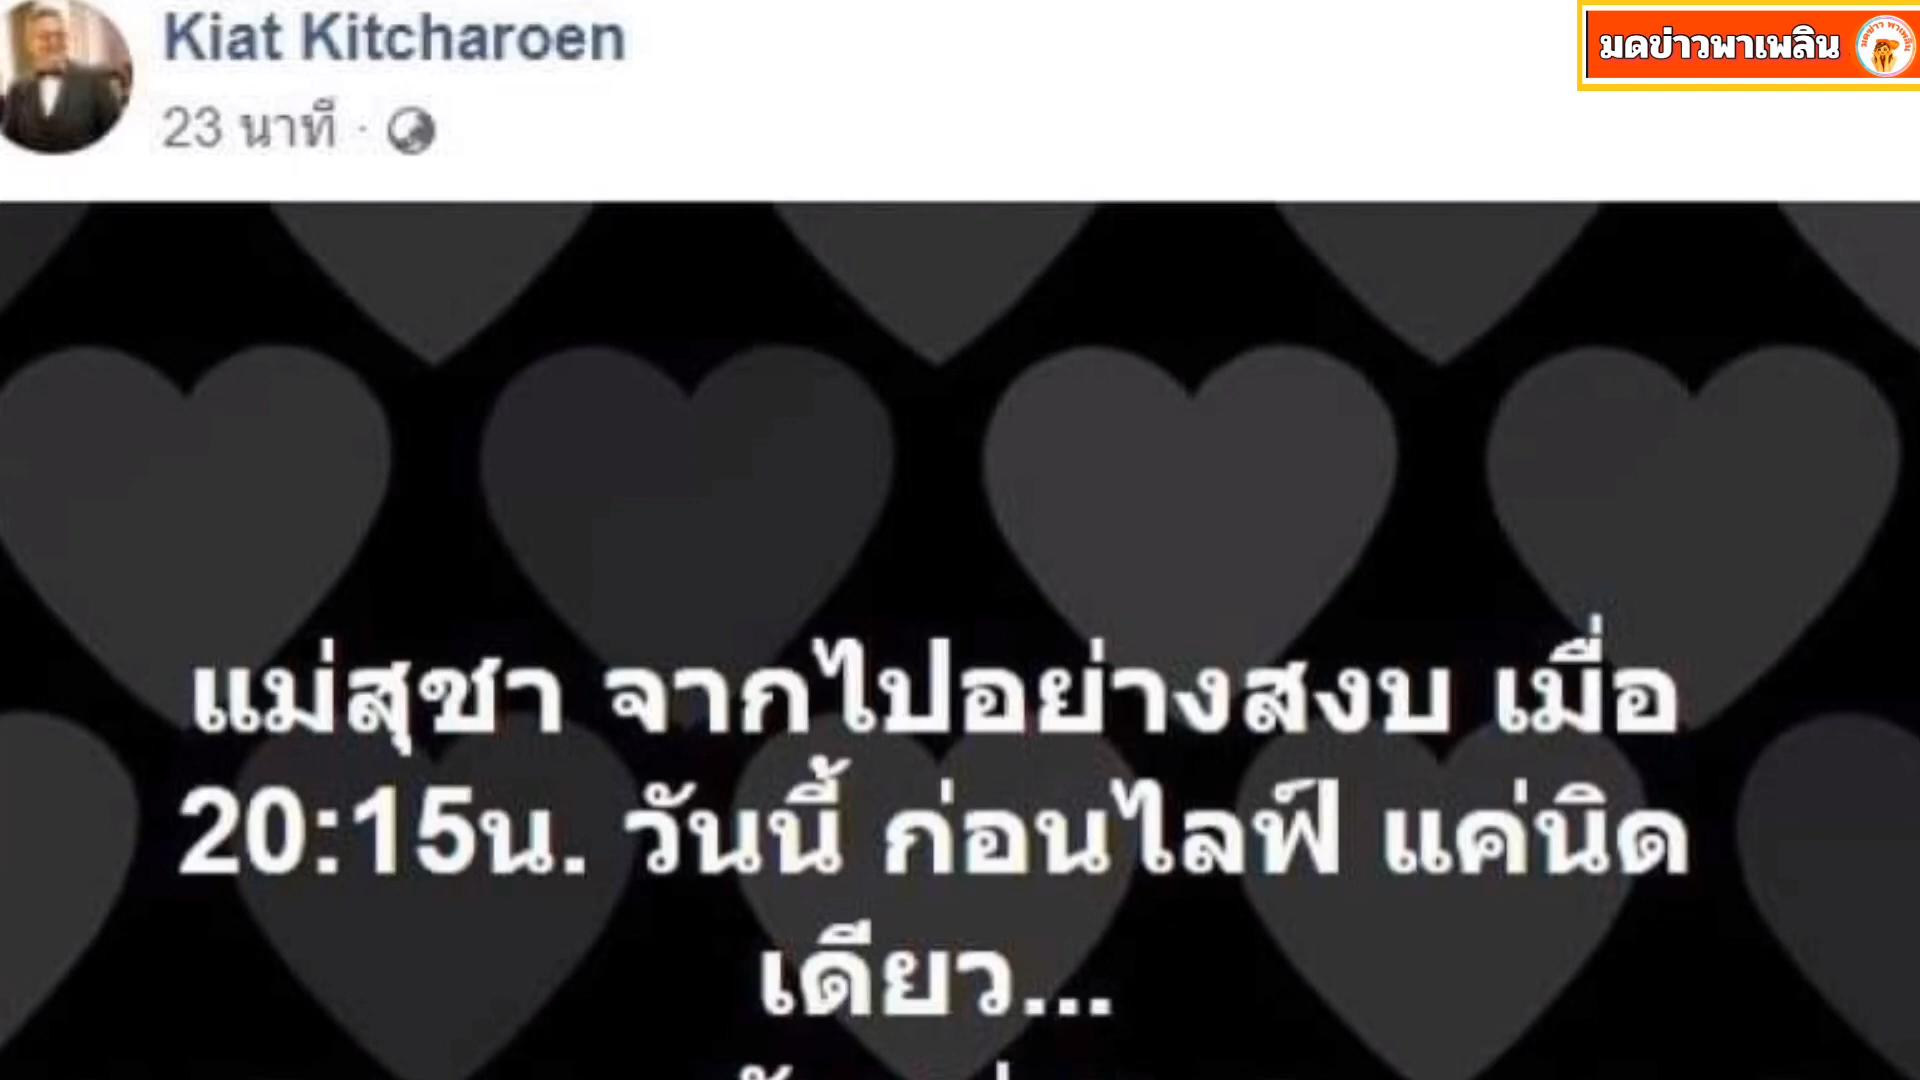 Kiat Kitcharoen
23 นาที ·
มดข่าวพาเพลิน
แม่สุชา จากไปอย่างสงบ เมื่อ
20:15น. วันนี้ ก่อนไลฟ์ แค่นิด
เดียว...